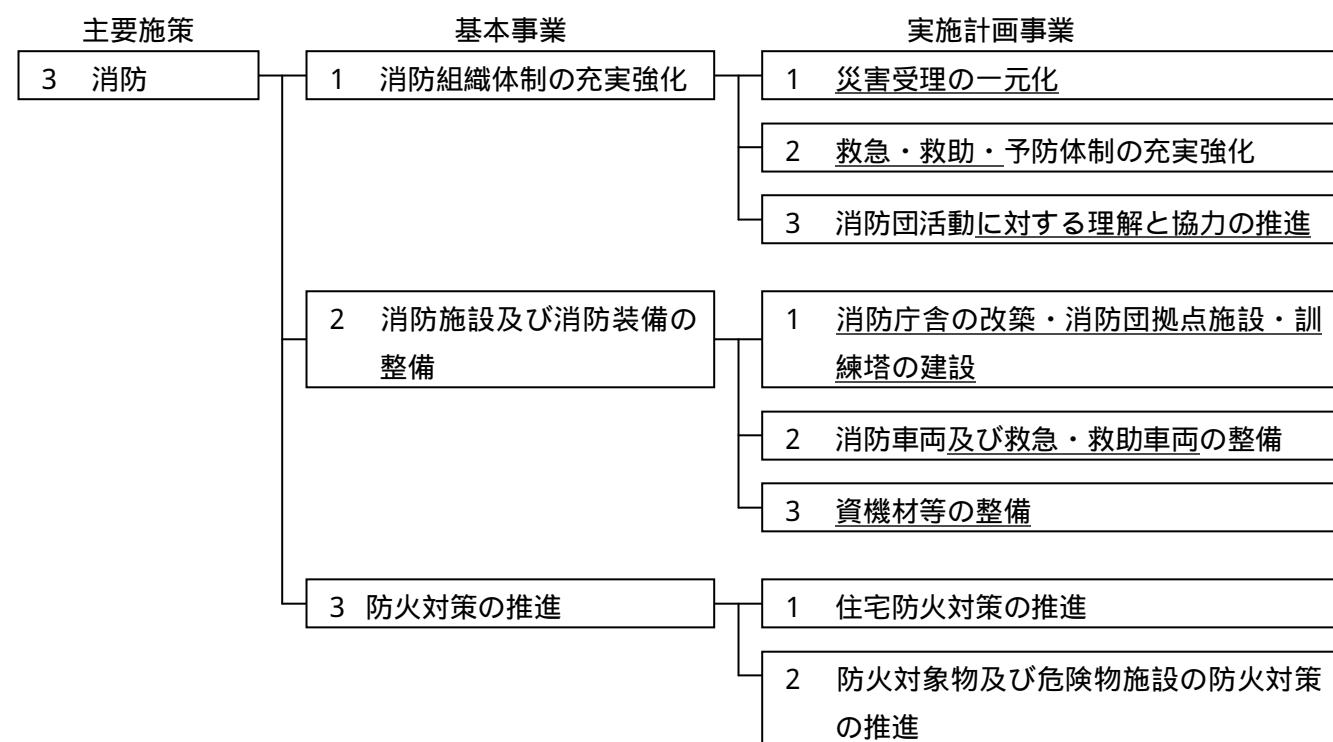 主要施策 基本事業 実施計画事業
3 消防 1 消防組織体制の充実強化 1 災害受理の一元化
2 救急・救助・予防体制の充実強化
3 消防団活動に対する理解と協力の推進
2 消防施設及び消防装備の 1 消防庁舎の改築・消防団拠点施設・訓
整備 練塔の建設
2 消防車両及び救急・救助車両の整備
3 資機材等の整備
3 防火対策の推進 1 住宅防火対策の推進
2 防火対象物及び危険物施設の防火対策
の推進